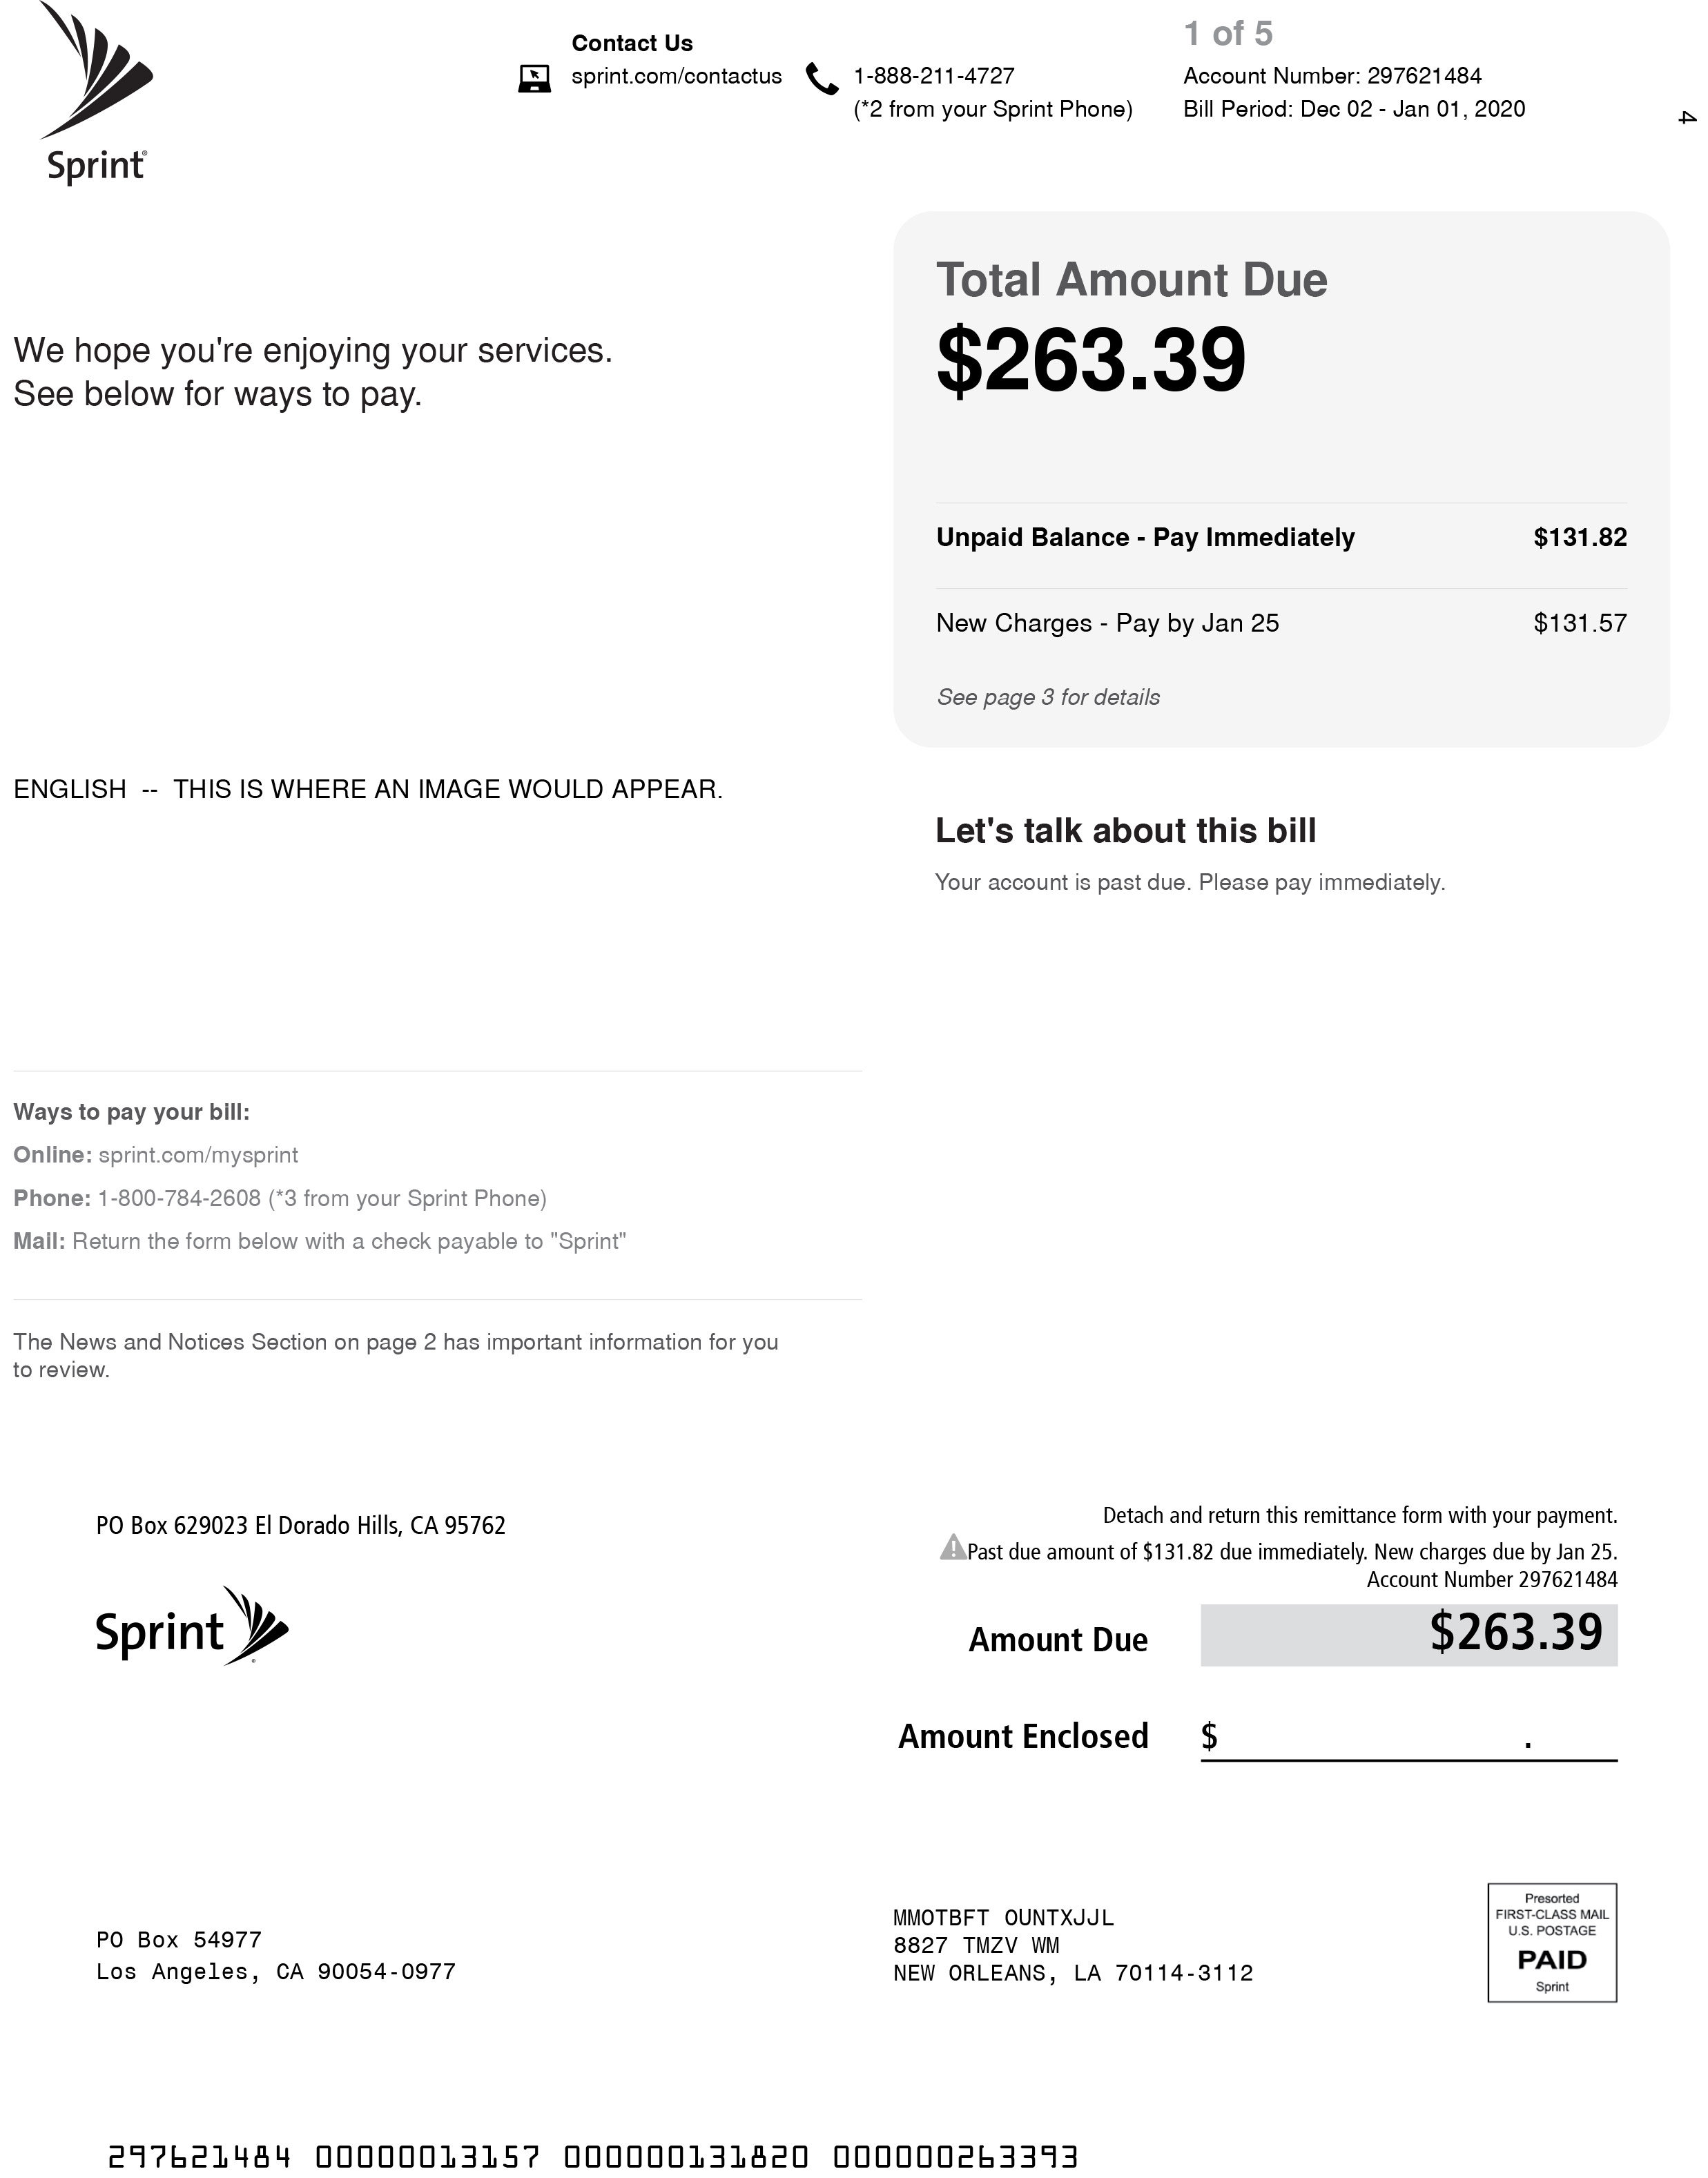 Sprint®
Contact Us
sprint.com/contactus
1-888-211-4727
(*2 from your Sprint Phone)
1 of 5
Account Number: 297621484
Bill Period: Dec 02 - Jan 01, 2020
4
We hope you're enjoying your services.
See below for ways to pay.
Total Amount Due
$263.39
Unpaid Balance - Pay Immediately $131.82
New Charges - Pay by Jan 25 $131.57
See page 3 for details
ENGLISH -- THIS IS WHERE AN IMAGE WOULD APPEAR.
Let's talk about this bill
Your account is past due. Please pay immediately.
Ways to pay your bill:
Online: sprint.com/mysprint
Phone: 1-800-784-2608 (*3 from your Sprint Phone)
Mail: Return the form below with a check payable to "Sprint"
The News and Notices Section on page 2 has important information for you
to review.
PO Box 629023 El Dorado Hills, CA 95762
Sprint®
Detach and return this remittance form with your payment.
Past due amount of $131.82 due immediately. New charges due by Jan 25.
Account Number 297621484
Amount Due $263.39
Amount Enclosed $ .
PO Box 54977
Los Angeles, CA 90054-0977
MMOTBFT OUNTXJJL
8827 TMZV WM
NEW ORLEANS, LA 70114-3112
Presorted
FIRST-CLASS MAIL
U.S. POSTAGE
PAID
Sprint
297621484 00000013157 000000131820 000000263393